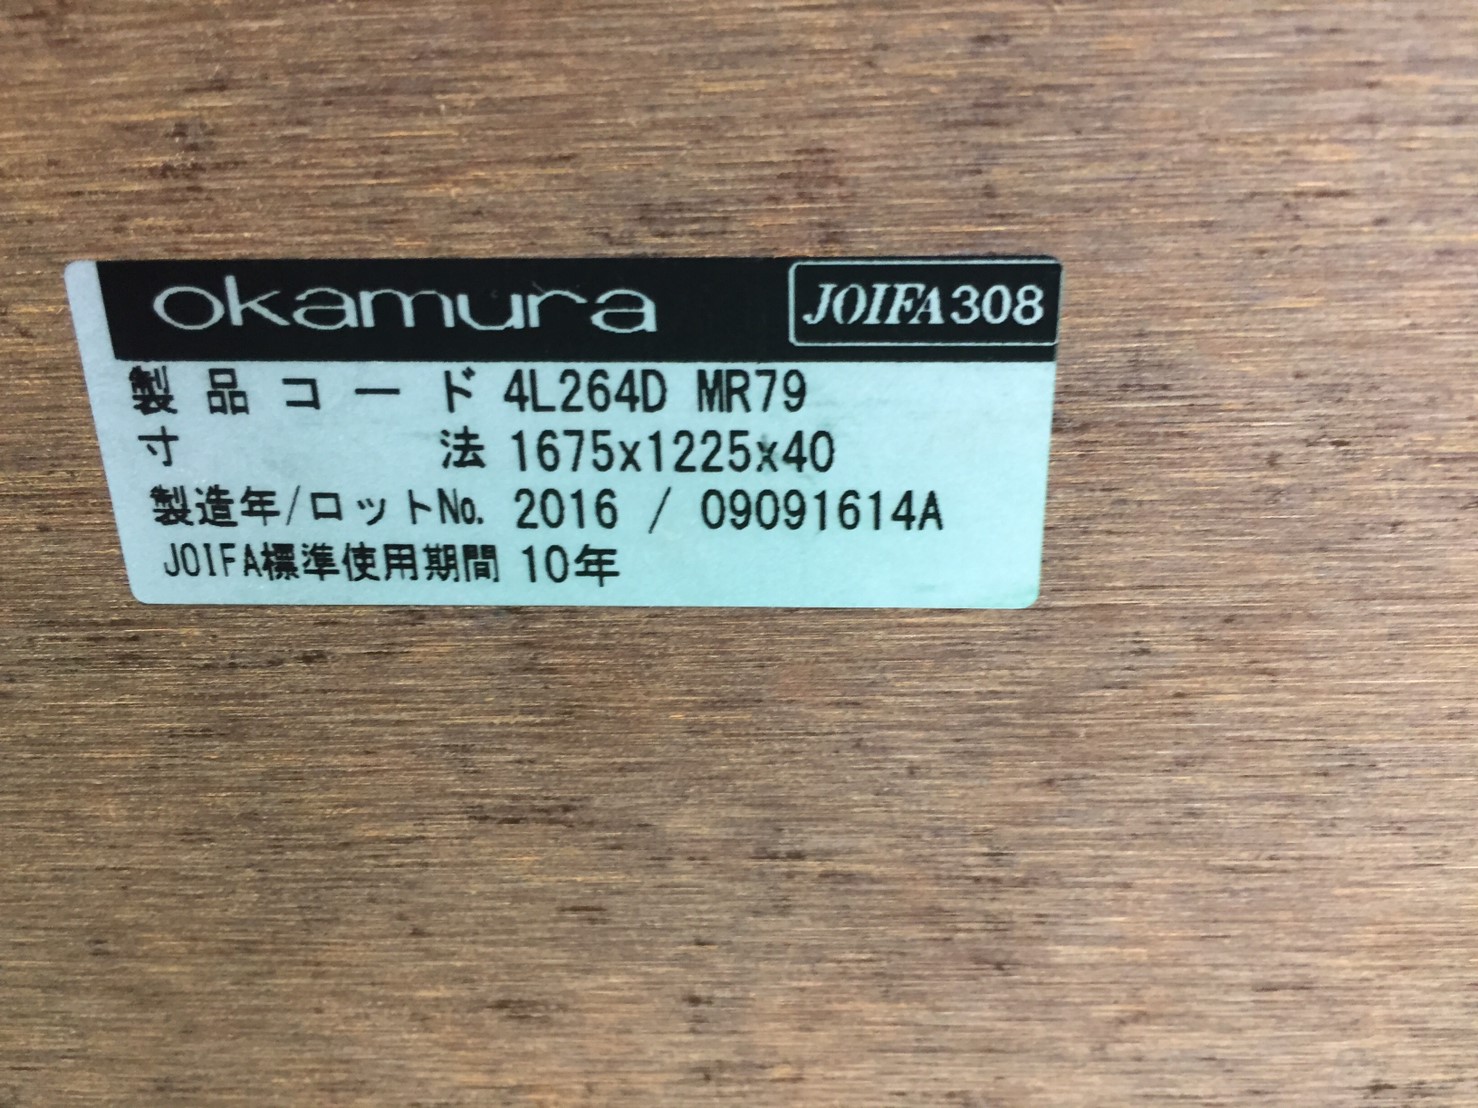 okamura JOIFA308
製品コード 4L264D MR79
寸法 1675x1225x40
製造年/ロットNo. 2016 / 09091614A
JOIFA標準使用期間 10年